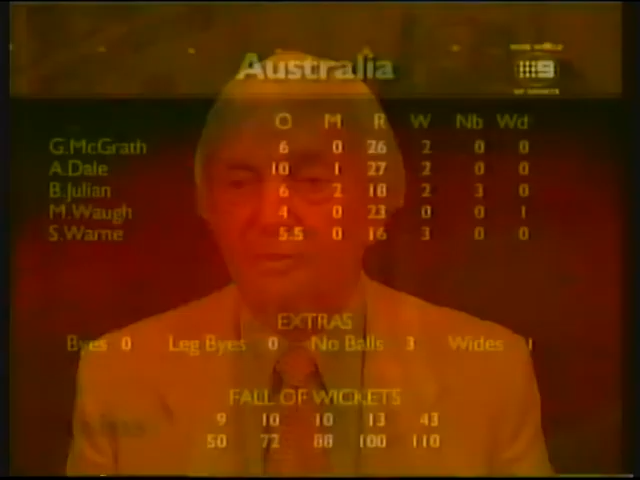 Australia
9
O M R W Nb Wd
G.McGrath 6 0 26 2 0 0
A.Dale 10 1 27 2 0 0
B.Julian 6 2 18 2 3 0
M.Waugh 4 0 23 0 0 1
S.Warne 5.5 0 16 3 0 0
EXTRAS
Byes 0 Leg Byes 0 No Balls 3 Wides 1
FALL OF WICKETS
9 10 10 13 43
50 72 88 100 110